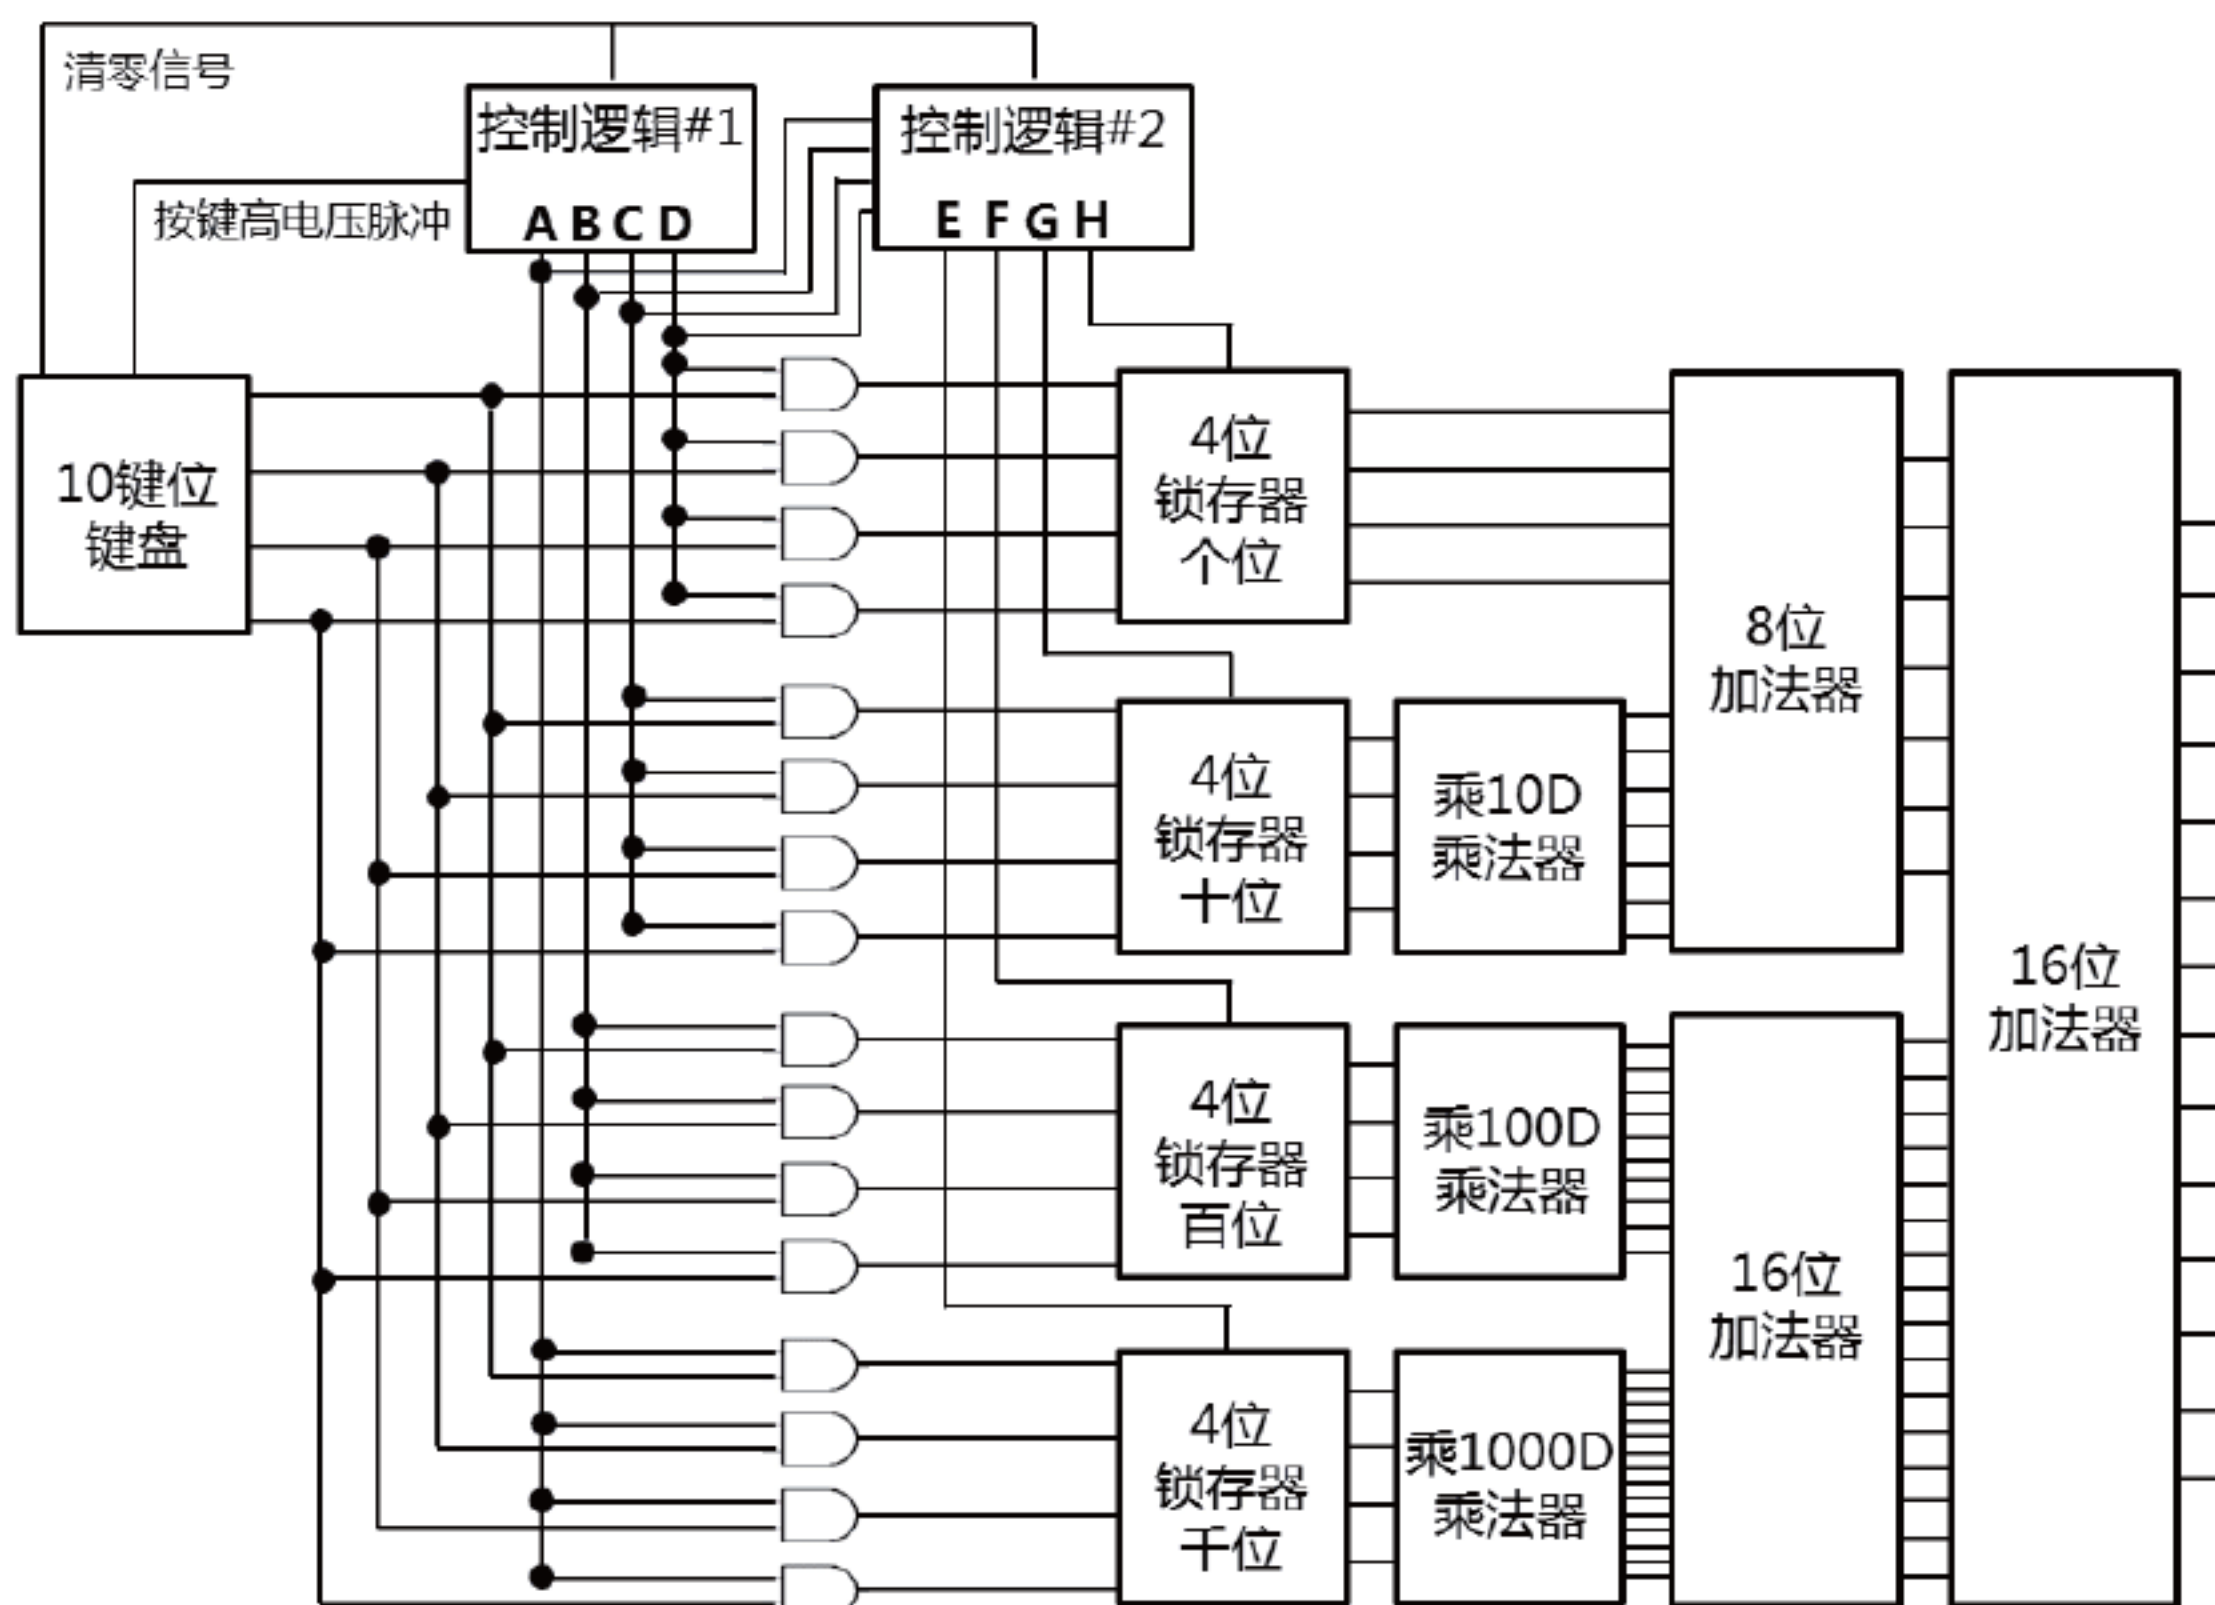 清零信号
控制逻辑#1
控制逻辑#2
按键高电压脉冲
A B C D
E F G H
10键位
键盘
4位
锁存器
个位
8位
加法器
4位
锁存器
十位
乘10D
乘法器
16位
加法器
4位
锁存器
百位
乘100D
乘法器
16位
加法器
4位
锁存器
千位
乘1000D
乘法器